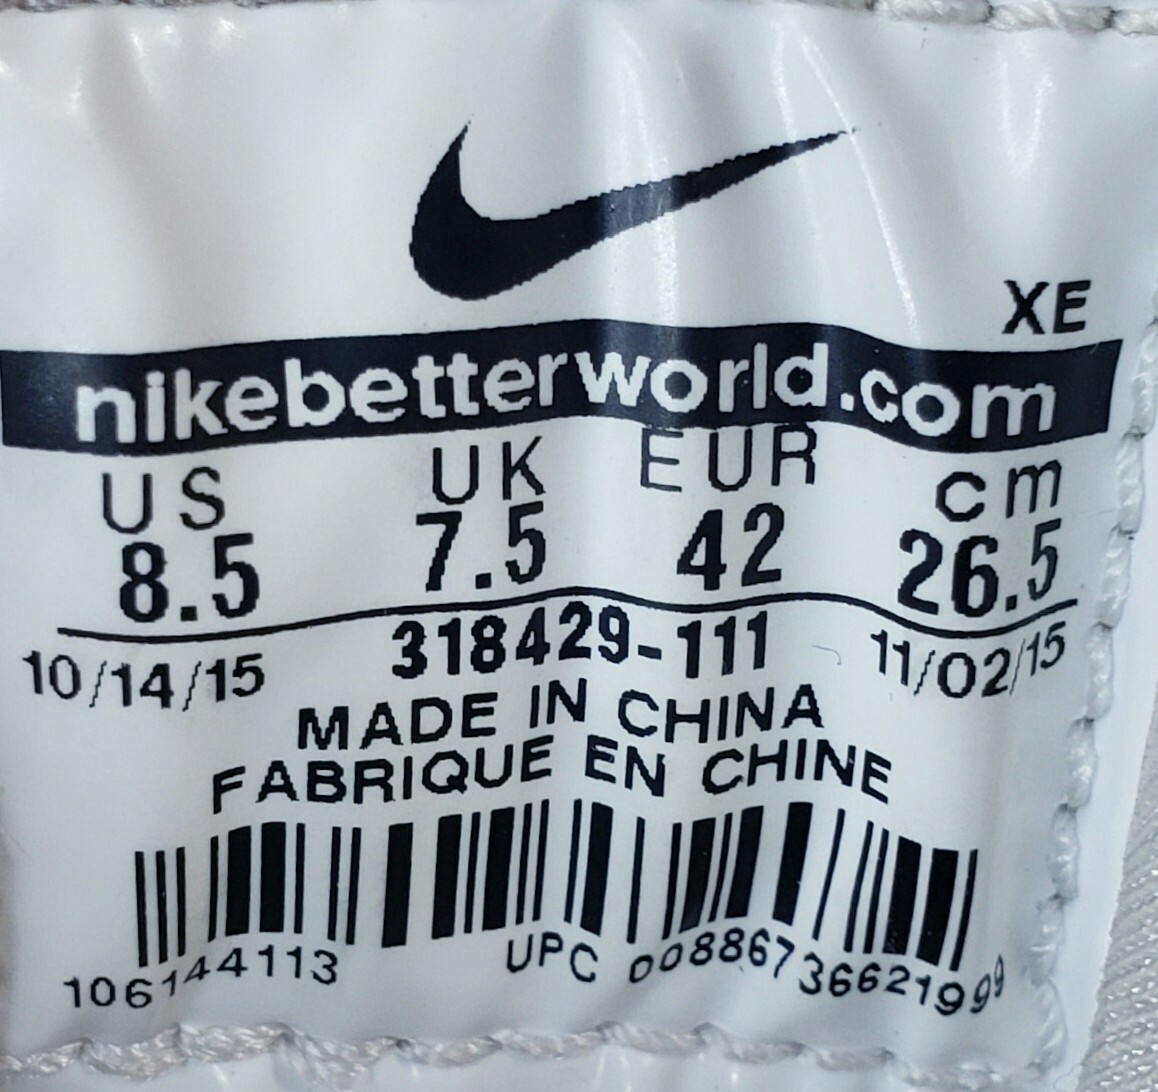 XE
nikebetterworld.com
US UK EUR cm
8.5 7.5 42 26.5
10/14/15 318429-111 11/02/15
MADE IN CHINA
FABRIQUE EN CHINE
106144113 UPC 00886736621999